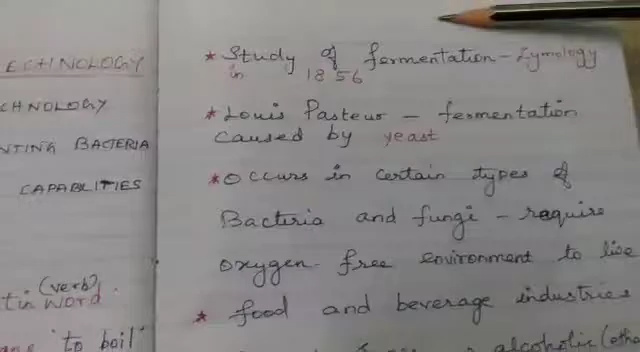 ECHNOLOGY
CHNOLOGY
NTING BACTERIA
CAPABLITIES
(verb)
tin word
to boil'
* Study of fermentation - Zymology
in 1856
* Louis Pasteur - fermentation
caused by yeast
* Occurs in certain types of
Bacteria and fungi - require
oxygen-free environment to live
* food and beverage industries
alcoholic (etha